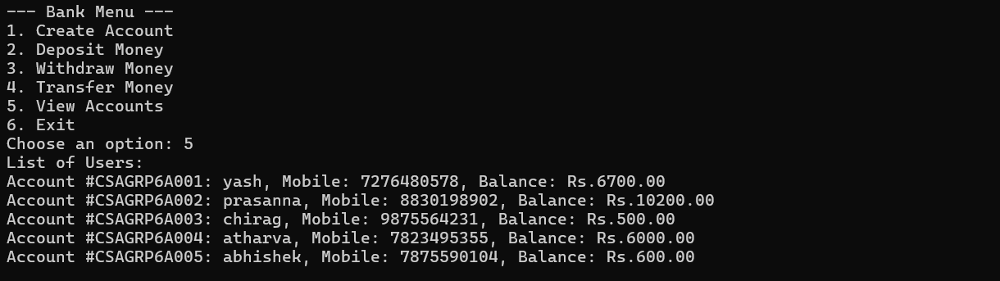 --- Bank Menu ---
1. Create Account
2. Deposit Money
3. Withdraw Money
4. Transfer Money
5. View Accounts
6. Exit
Choose an option: 5
List of Users:
Account #CSAGRP6A001: yash, Mobile: 7276480578, Balance: Rs.6700.00
Account #CSAGRP6A002: prasanna, Mobile: 8830198902, Balance: Rs.10200.00
Account #CSAGRP6A003: chirag, Mobile: 9875564231, Balance: Rs.500.00
Account #CSAGRP6A004: atharva, Mobile: 7823495355, Balance: Rs.6000.00
Account #CSAGRP6A005: abhishek, Mobile: 7875590104, Balance: Rs.600.00